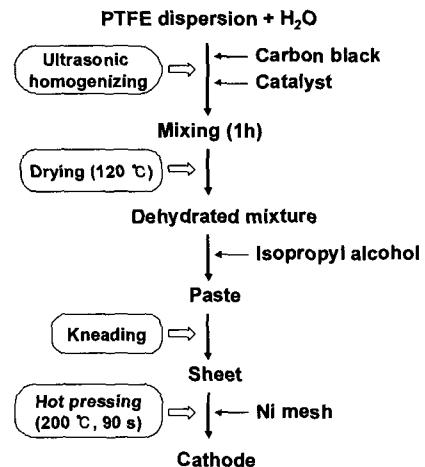 PTFE dispersion + H₂O
Ultrasonic
homogenizing
Carbon black
Catalyst
Mixing (1h)
Drying (120 ℃)
Dehydrated mixture
Isopropyl alcohol
Paste
Kneading
Sheet
Hot pressing
(200 ℃, 90 s)
Ni mesh
Cathode